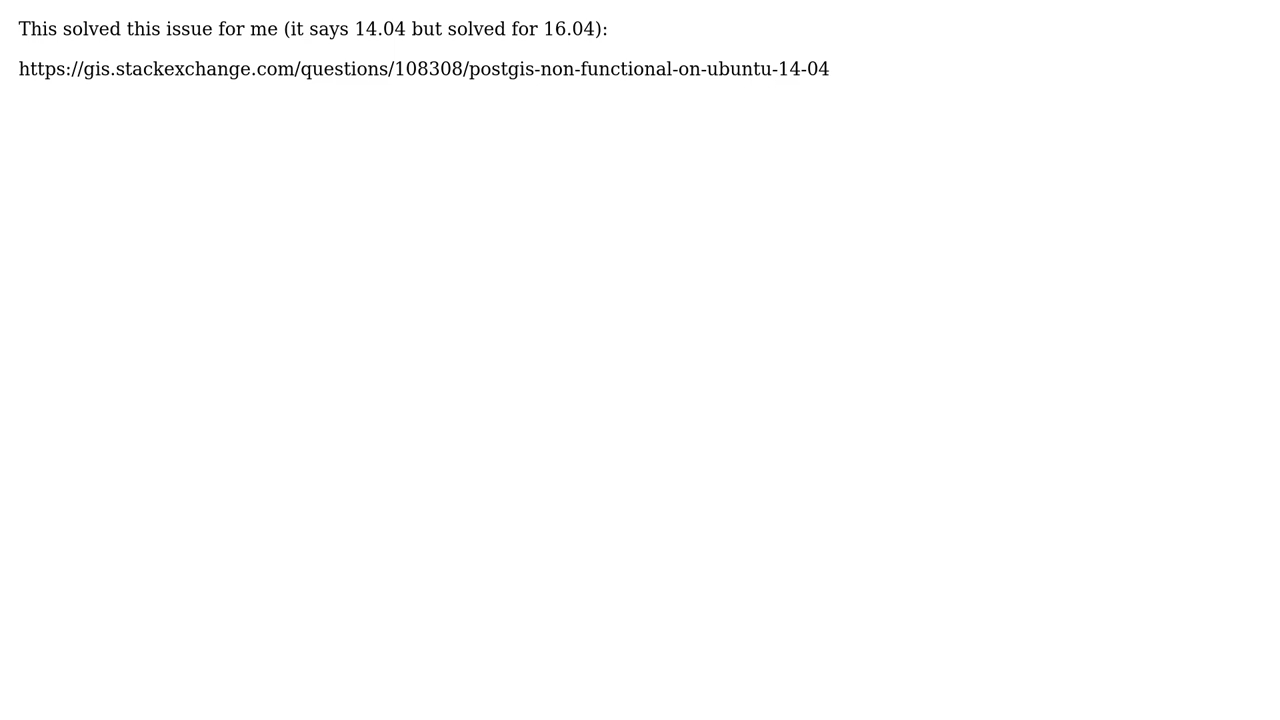 This solved this issue for me (it says 14.04 but solved for 16.04):
https://gis.stackexchange.com/questions/108308/postgis-non-functional-on-ubuntu-14-04